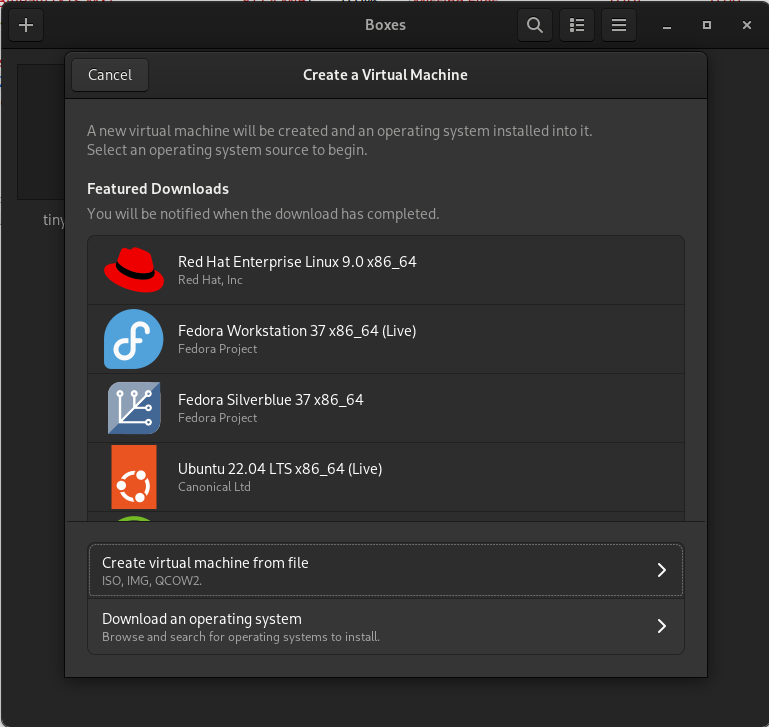 Boxes
Cancel
Create a Virtual Machine
A new virtual machine will be created and an operating system installed into it.
Select an operating system source to begin.
Featured Downloads
You will be notified when the download has completed.
Red Hat Enterprise Linux 9.0 x86_64
Red Hat, Inc
Fedora Workstation 37 x86_64 (Live)
Fedora Project
Fedora Silverblue 37 x86_64
Fedora Project
Ubuntu 22.04 LTS x86_64 (Live)
Canonical Ltd
tiny
Create virtual machine from file
ISO, IMG, QCOW2.
Download an operating system
Browse and search for operating systems to install.